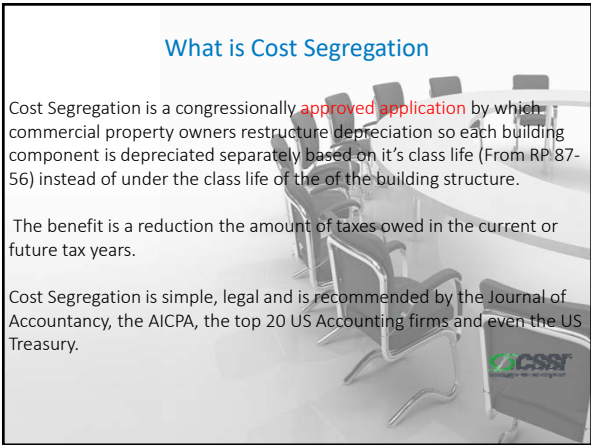 What is Cost Segregation
Cost Segregation is a congressionally approved application by which
commercial property owners restructure depreciation so each building
component is depreciated separately based on it's class life (From RP 87-
56) instead of under the class life of the of the building structure.
The benefit is a reduction the amount of taxes owed in the current or
future tax years.
Cost Segregation is simple, legal and is recommended by the Journal of
Accountancy, the AICPA, the top 20 US Accounting firms and even the US
Treasury.
CSSI